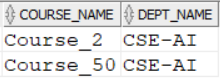 COURSE_NAME DEPT_NAME
Course_2 CSE-AI
Course_50 CSE-AI